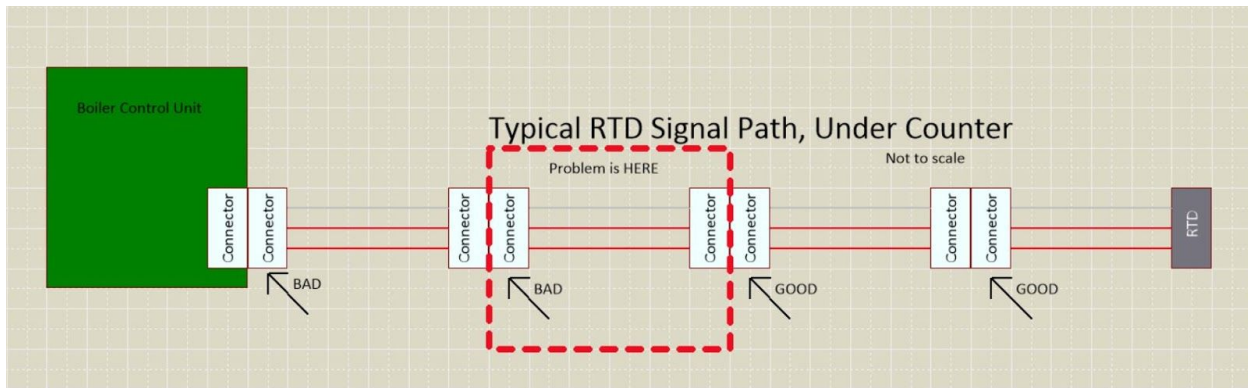 Boiler Control Unit
Typical RTD Signal Path, Under Counter
Not to scale
Problem is HERE
Connector
Connector
Connector
Connector
Connector
Connector
Connector
Connector
RTD
BAD
BAD
GOOD
GOOD